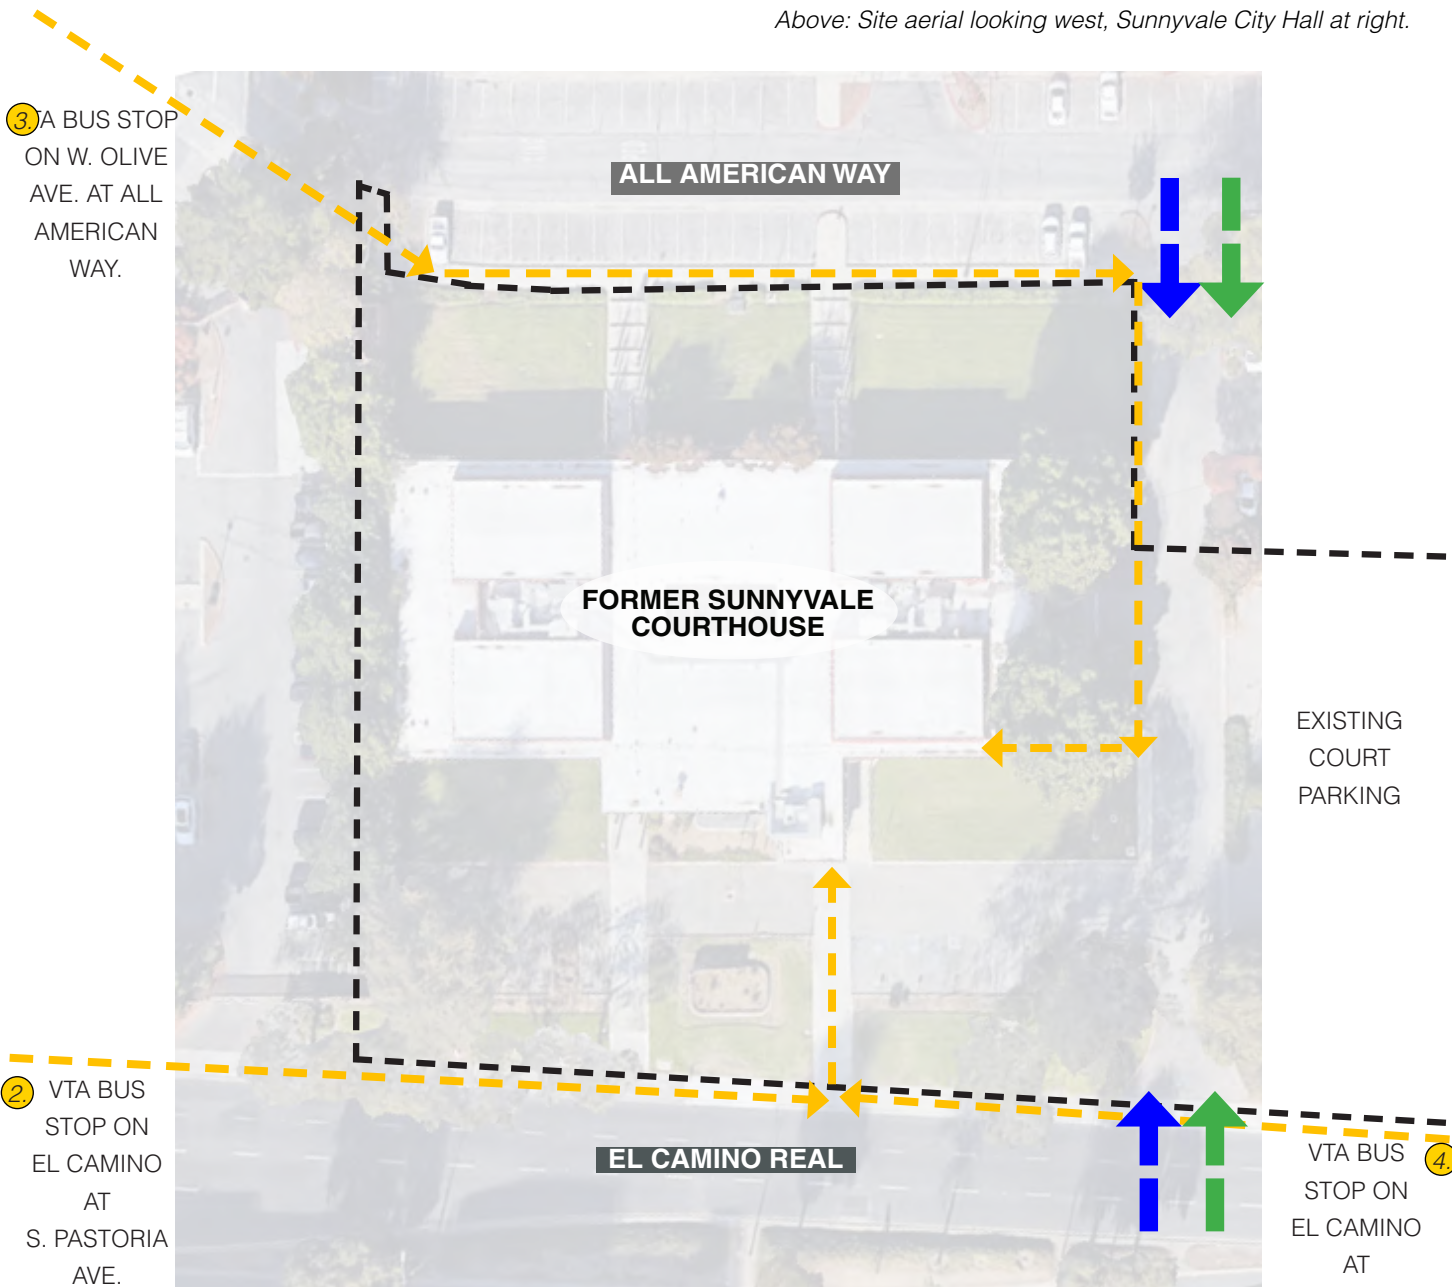 Above: Site aerial looking west, Sunnyvale City Hall at right.
3.
TA BUS STOP
ON W. OLIVE
AVE. AT ALL
AMERICAN
WAY.
ALL AMERICAN WAY
FORMER SUNNYVALE
COURTHOUSE
EXISTING
COURT
PARKING
2.
VTA BUS
STOP ON
EL CAMINO
AT
S. PASTORIA
AVE.
EL CAMINO REAL
VTA BUS
4.
STOP ON
EL CAMINO
AT